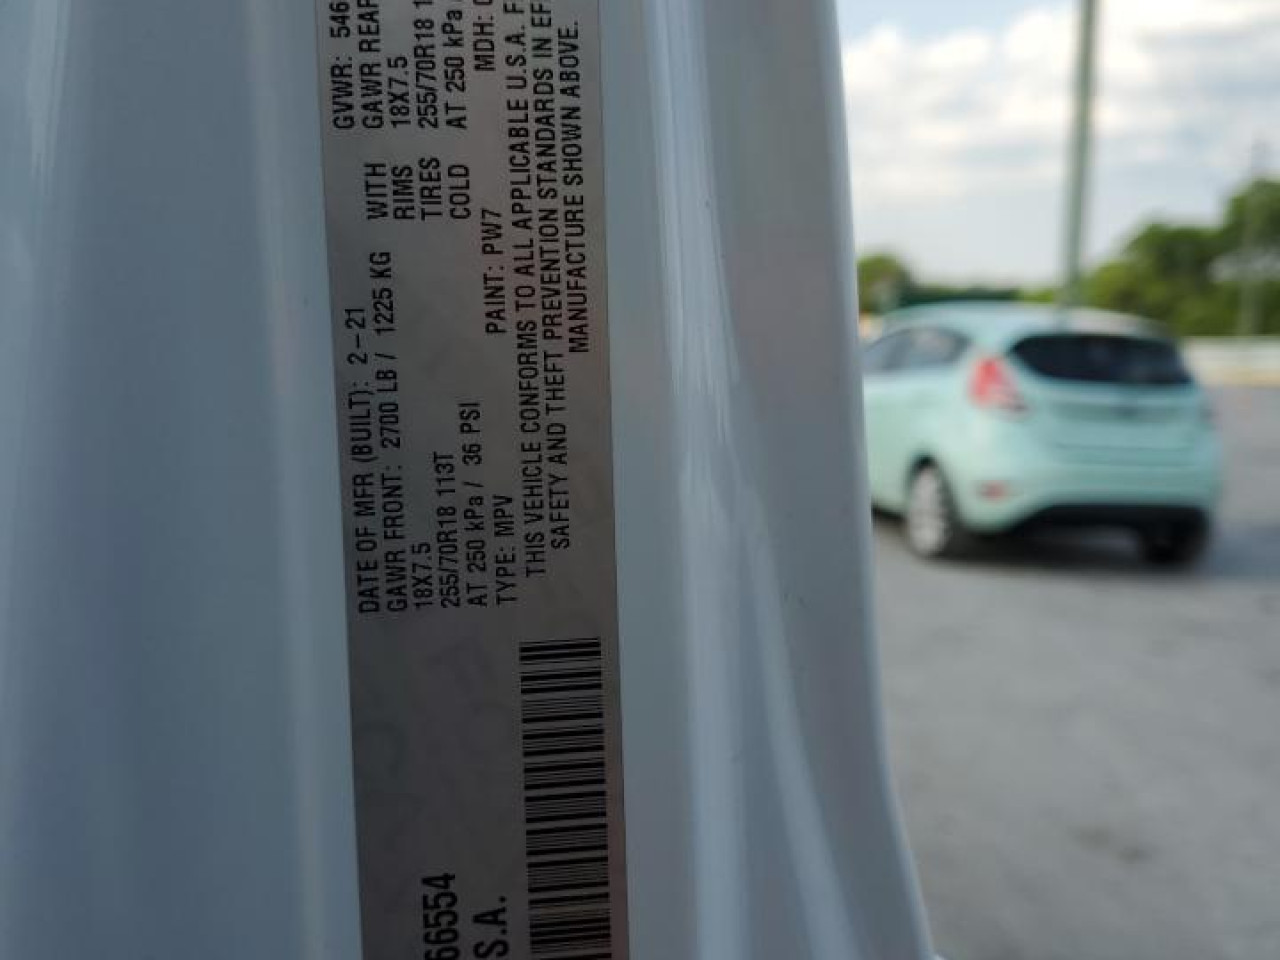 DATE OF MFR (BUILT): 2-21
GVWR: 546
GAWR FRONT: 2700 LB / 1225 KG WITH
GAWR REAR
18X7.5 RIMS 18X7.5
255/70R18 113T TIRES 255/70R18 1
AT 250 kPa / 36 PSI COLD AT 250 kPa
TYPE: MPV PAINT: PW7 MDH:
THIS VEHICLE CONFORMS TO ALL APPLICABLE U.S.A. F
SAFETY AND THEFT PREVENTION STANDARDS IN EF
MANUFACTURE SHOWN ABOVE.
66554
S.A.